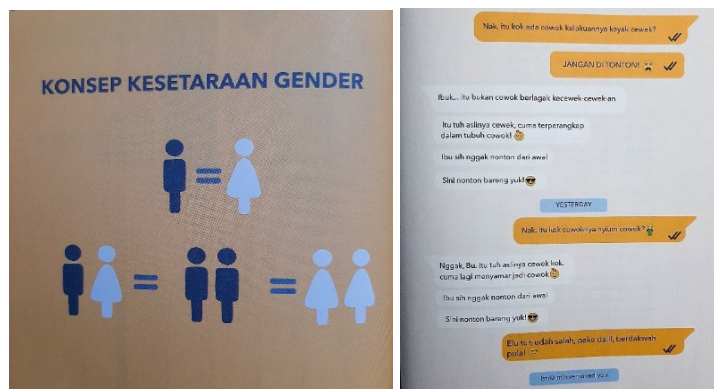 KONSEP KESETARAAN GENDER
Nak, itu kok ada cowok kelakuannya kayak cewek?
JANGAN DITONTON!
Ibuk... itu bukan cowok berlagak kecewek-cewek-an
Itu tuh aslinya cewek, cuma terperangkap
dalam tubuh cowok!
Ibu sih nggak nonton dari awal
Sini nonton bareng yuk!
YESTERDAY
Nak, itu kok cowoknya nyium cowok?
Nggak, Bu. Itu tuh aslinya cewek kok,
cuma lagi menyamar jadi cowok
Ibu sih nggak nonton dari awal
Sini nonton bareng yuk!
Elu tuh udah salah, pake dalil, berdakwah
pula!